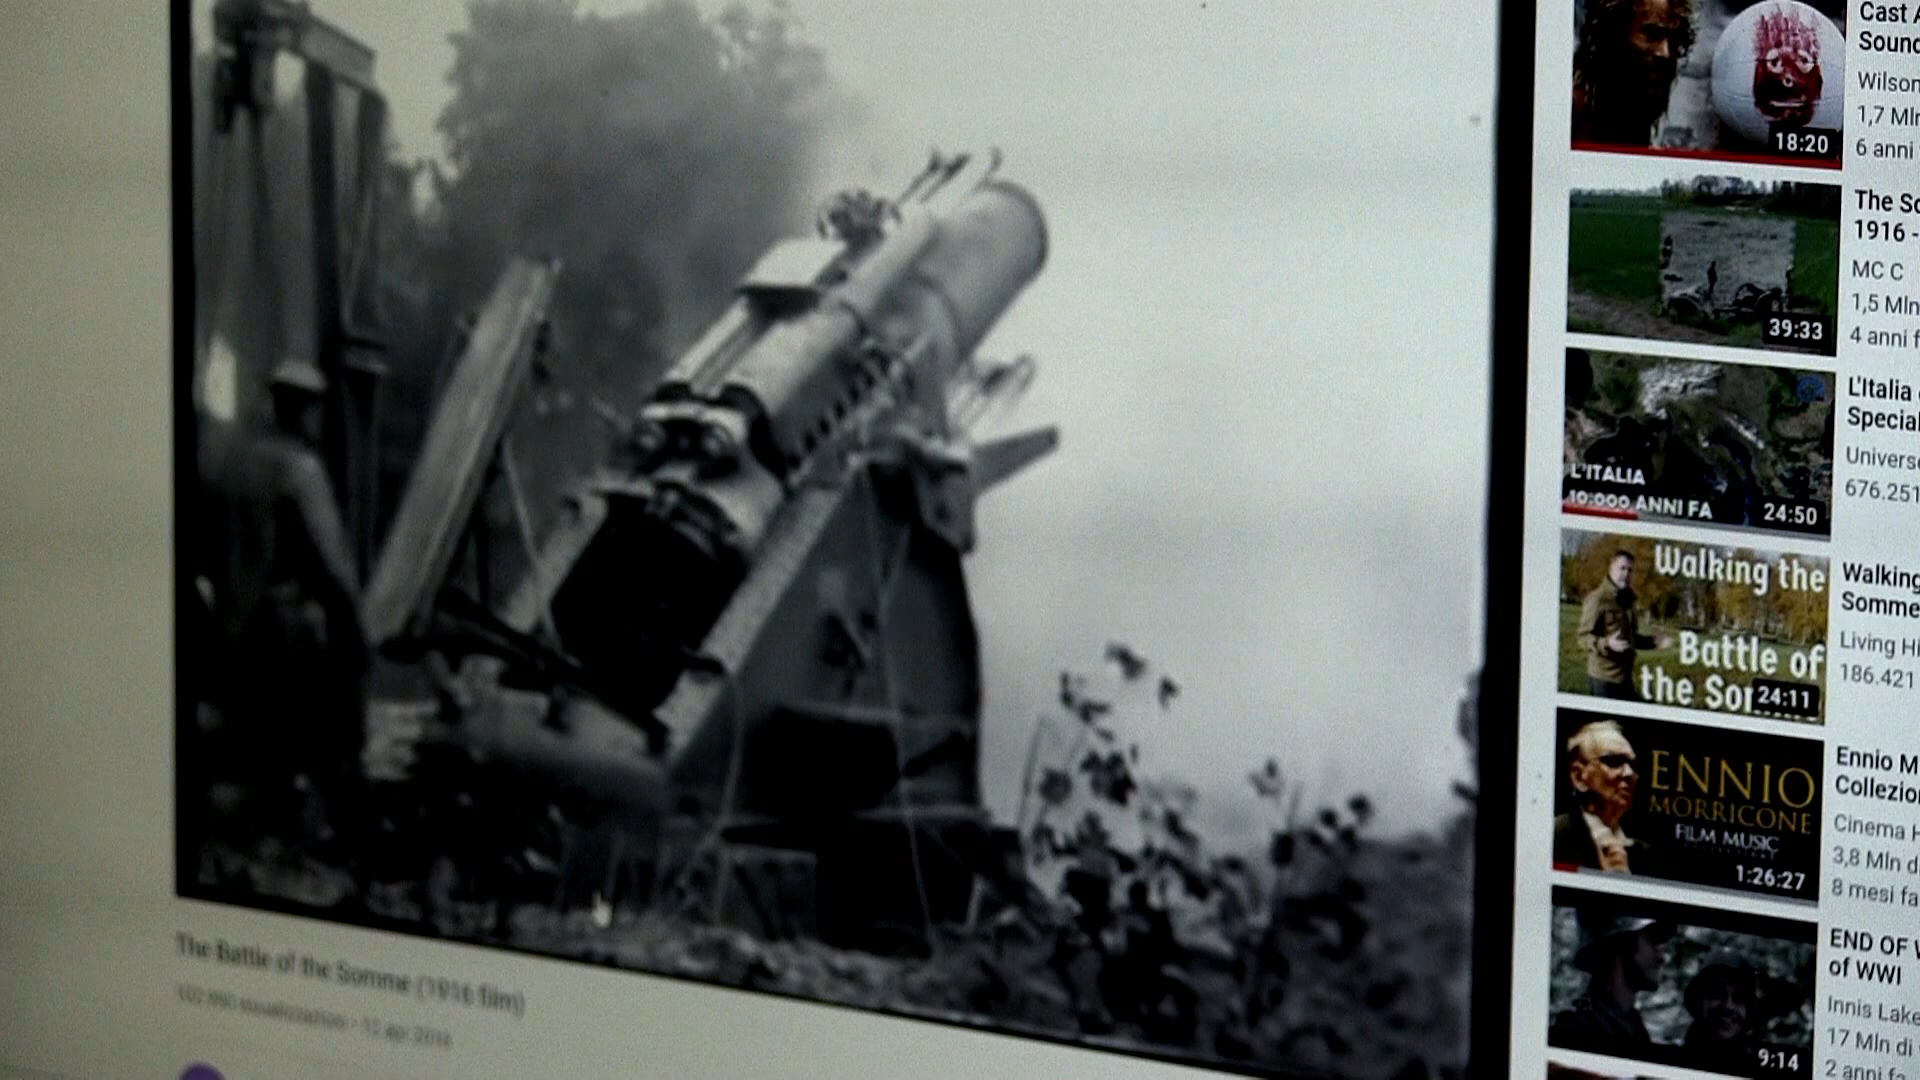 The Battle of the Somme (1916 film)
Cast
Sound
Wilson
1,7 Mln
6 anni
18:20
The So
1916 -
MC C
1,5 Mln
4 anni f
39:33
L'Italia
Special
Universo
676.251
L'ITALIA
10.000 ANNI FA
24:50
Walking
Somme
Living Hi
186.421
Walking the
Battle of
the Som
24:11
Ennio M
Collezio
Cinema H
3,8 Mln d
8 mesi fa
ENNIO
MORRICONE
FILM MUSIC
1:26:27
END OF W
of WWI
Innis Lake
17 Mln di
2 anni fa
9:14